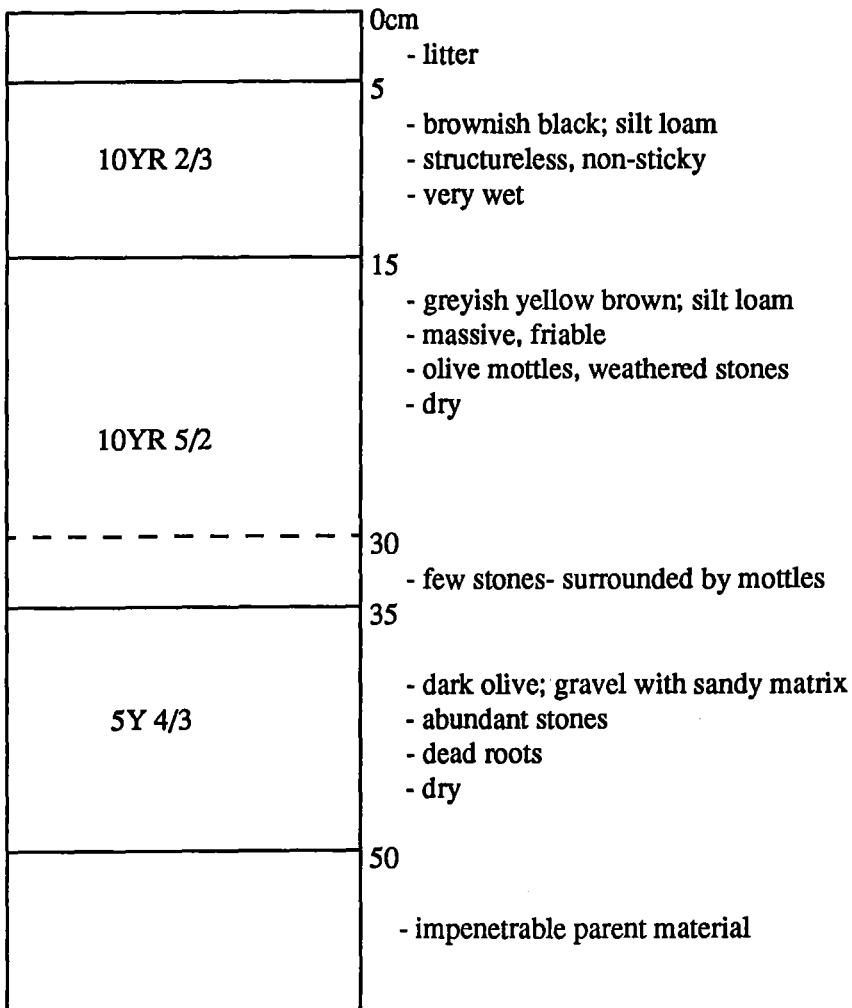 0cm
- litter
5
- brownish black; silt loam
10YR 2/3
- structureless, non-sticky
- very wet
15
- greyish yellow brown; silt loam
- massive, friable
- olive mottles, weathered stones
- dry
10YR 5/2
30
- few stones- surrounded by mottles
35
- dark olive; gravel with sandy matrix
5Y 4/3
- abundant stones
- dead roots
- dry
50
- impenetrable parent material